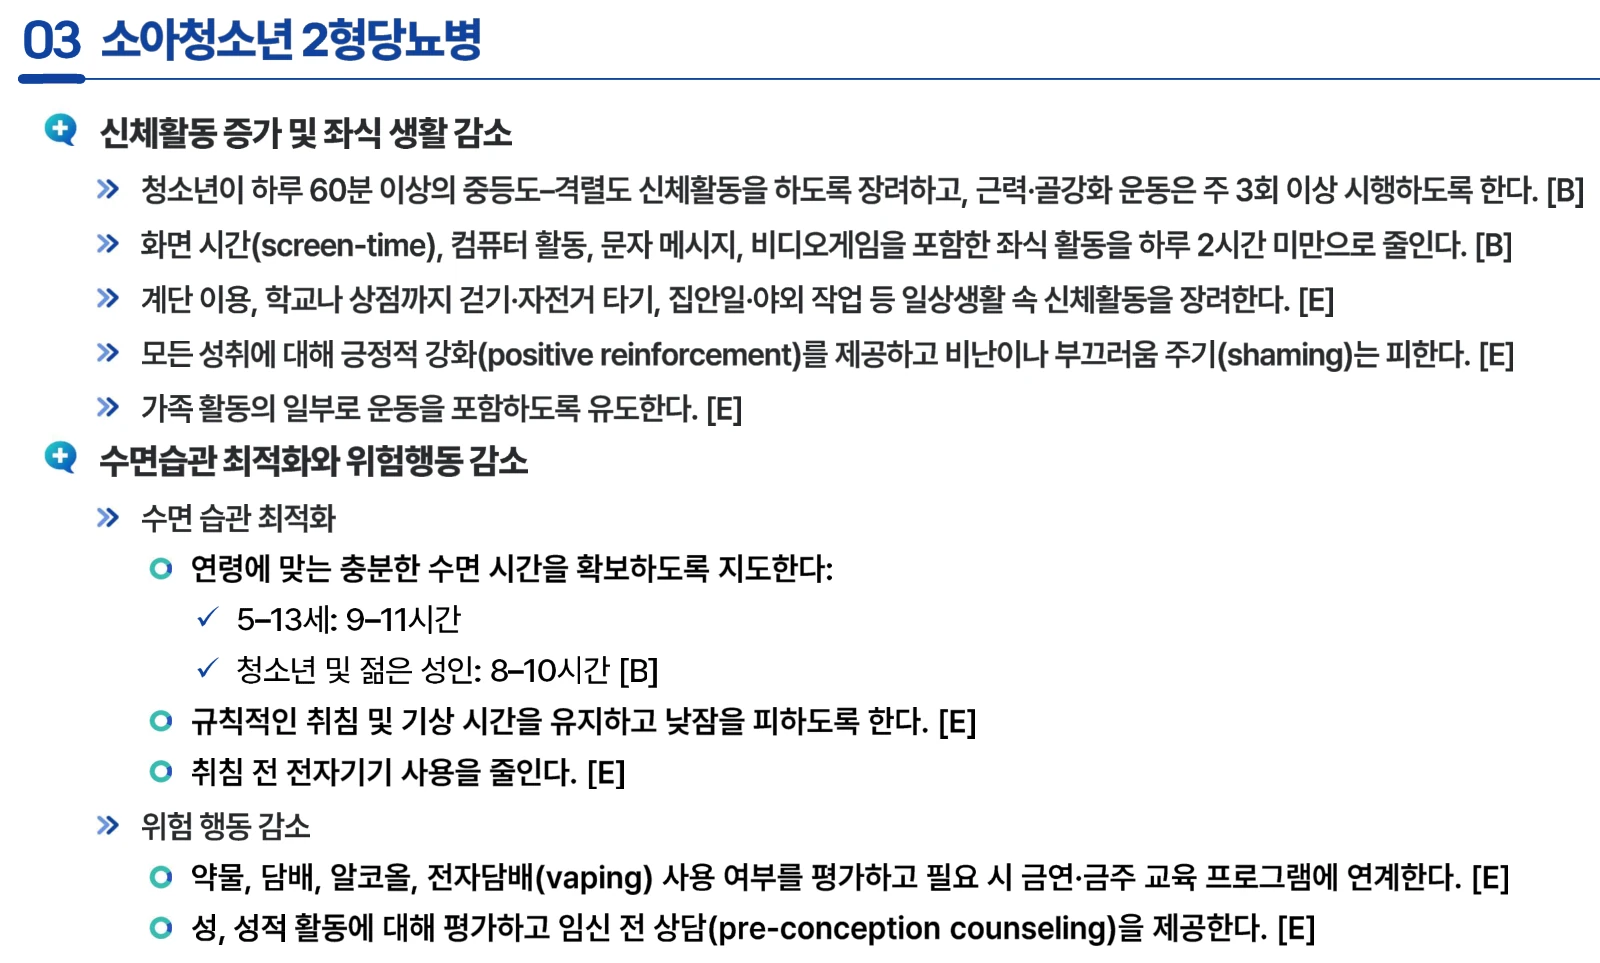 03 소아청소년 2형당뇨병
신체활동 증가 및 좌식 생활 감소
청소년이 하루 60분 이상의 중등도–격렬도 신체활동을 하도록 장려하고, 근력·골강화 운동은 주 3회 이상 시행하도록 한다. [B]
화면 시간(screen-time), 컴퓨터 활동, 문자 메시지, 비디오게임을 포함한 좌식 활동을 하루 2시간 미만으로 줄인다. [B]
계단 이용, 학교나 상점까지 걷기·자전거 타기, 집안일·야외 작업 등 일상생활 속 신체활동을 장려한다. [E]
모든 성취에 대해 긍정적 강화(positive reinforcement)를 제공하고 비난이나 부끄러움 주기(shaming)는 피한다. [E]
가족 활동의 일부로 운동을 포함하도록 유도한다. [E]
수면습관 최적화와 위험행동 감소
수면 습관 최적화
연령에 맞는 충분한 수면 시간을 확보하도록 지도한다:
5–13세: 9–11시간
청소년 및 젊은 성인: 8–10시간 [B]
규칙적인 취침 및 기상 시간을 유지하고 낮잠을 피하도록 한다. [E]
취침 전 전자기기 사용을 줄인다. [E]
위험 행동 감소
약물, 담배, 알코올, 전자담배(vaping) 사용 여부를 평가하고 필요 시 금연·금주 교육 프로그램에 연계한다. [E]
성, 성적 활동에 대해 평가하고 임신 전 상담(pre-conception counseling)을 제공한다. [E]